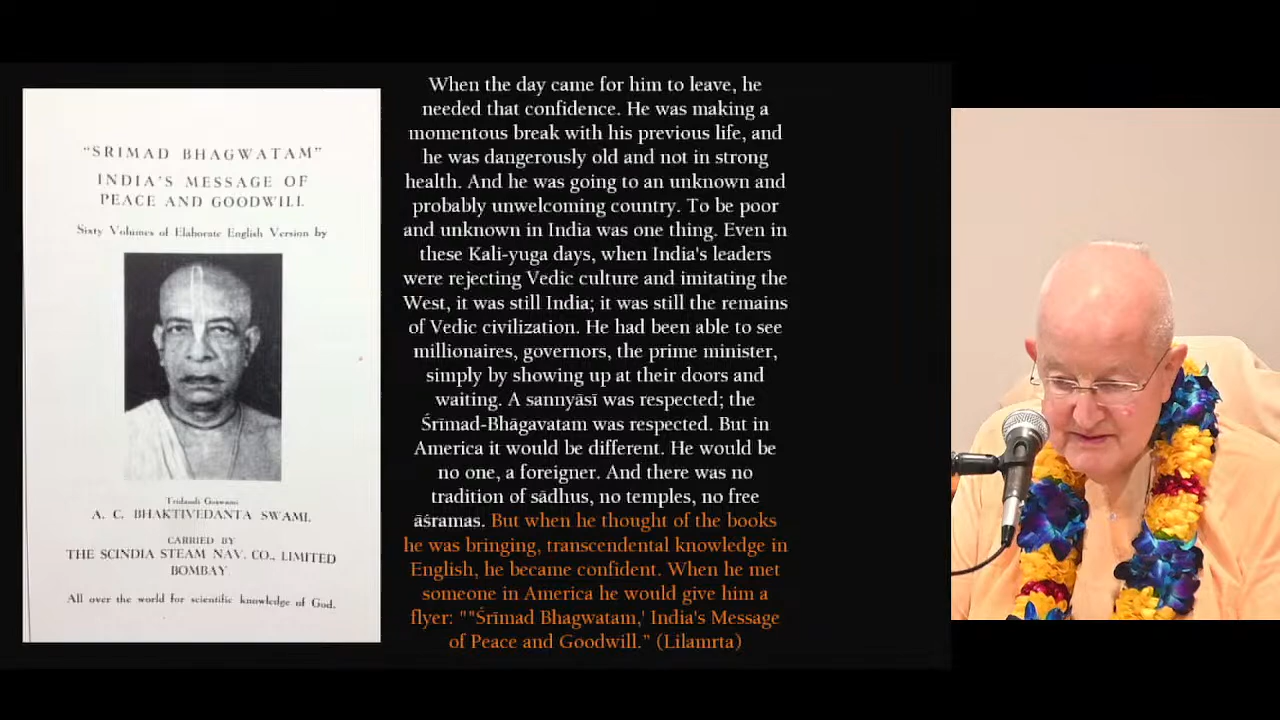 "SRIMAD BHAGWATAM"
INDIA'S MESSAGE OF
PEACE AND GOODWILL
Sixty Volumes of Elaborate English Version by
Tridandi Goswami
A. C. BHAKTIVEDANTA SWAMI.
CARRIED BY
THE SCINDIA STEAM NAV. CO., LIMITED
BOMBAY
All over the world for scientific knowledge of God.
When the day came for him to leave, he
needed that confidence. He was making a
momentous break with his previous life, and
he was dangerously old and not in strong
health. And he was going to an unknown and
probably unwelcoming country. To be poor
and unknown in India was one thing. Even in
these Kali-yuga days, when India's leaders
were rejecting Vedic culture and imitating the
West, it was still India; it was still the remains
of Vedic civilization. He had been able to see
millionaires, governors, the prime minister,
simply by showing up at their doors and
waiting. A sannyāsī was respected; the
Śrīmad-Bhāgavatam was respected. But in
America it would be different. He would be
no one, a foreigner. And there was no
tradition of sādhus, no temples, no free
āśramas. But when he thought of the books
he was bringing, transcendental knowledge in
English, he became confident. When he met
someone in America he would give him a
flyer: ""Śrīmad Bhagwatam,' India's Message
of Peace and Goodwill." (Lilamrta)